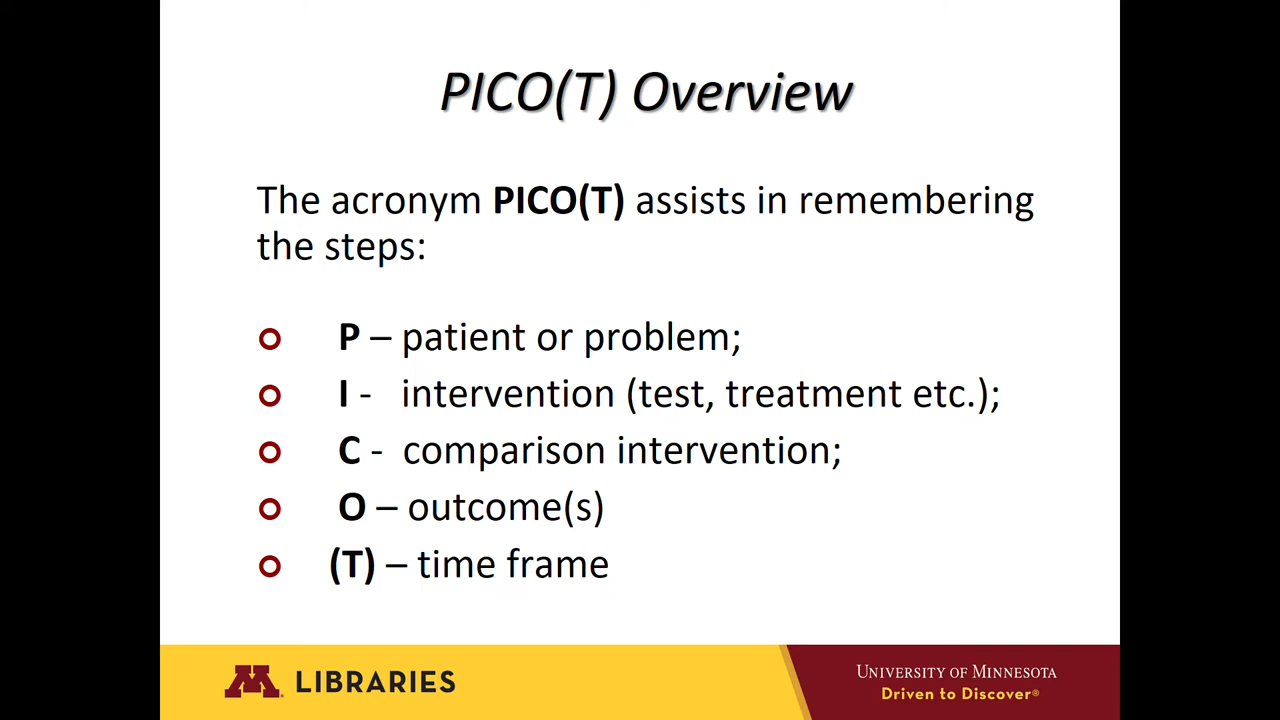 PICO(T) Overview
The acronym PICO(T) assists in remembering
the steps:
P – patient or problem;
I - intervention (test, treatment etc.);
C - comparison intervention;
O – outcome(s)
(T) – time frame
M LIBRARIES
UNIVERSITY OF MINNESOTA
Driven to Discover®